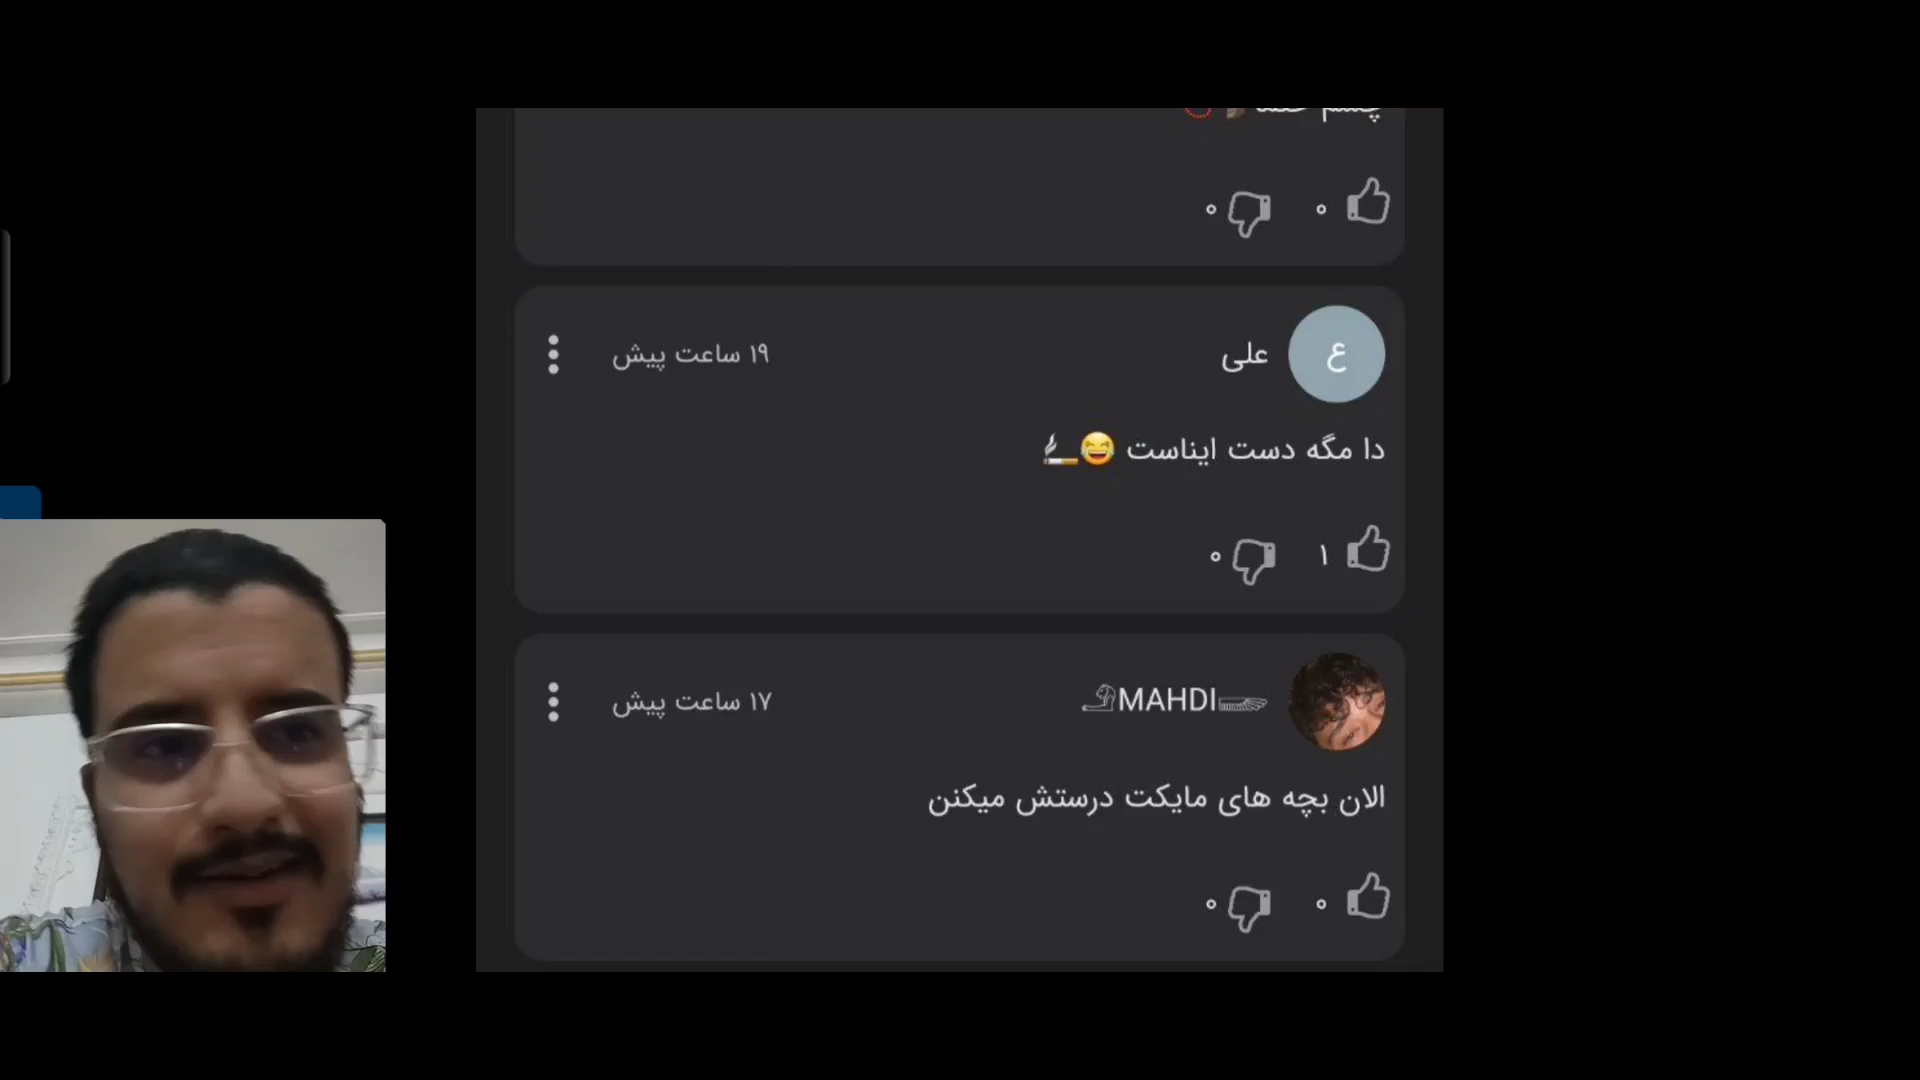 چشم
۰ ۰
ع
علی
۱۹ ساعت پیش
دا مگه دست ایناست 😂🚬
۱ ۰
MAHDI
۱۷ ساعت پیش
الان بچه های مایکت درستش میکنن
۰ ۰